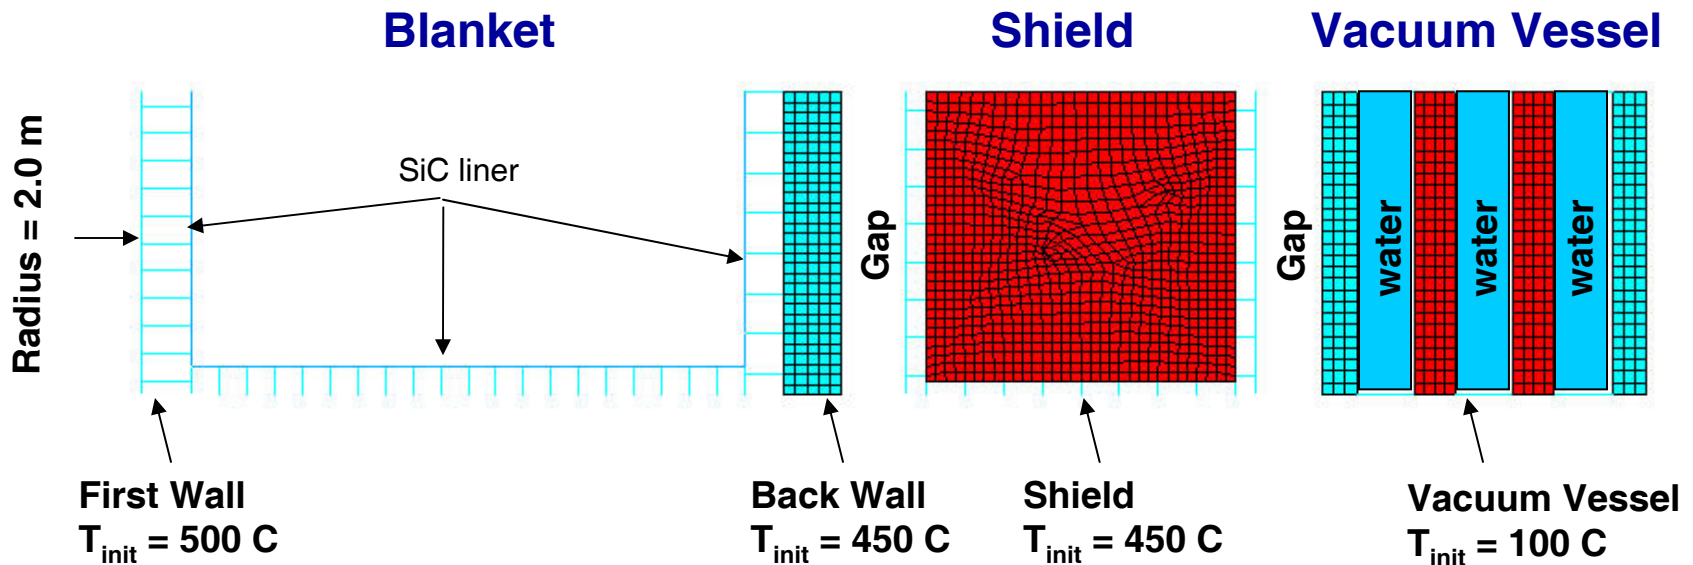 Blanket
Shield
Vacuum Vessel
Radius = 2.0 m
SiC liner
Gap
Gap
water
water
water
First Wall
T_init = 500 C
Back Wall
T_init = 450 C
Shield
T_init = 450 C
Vacuum Vessel
T_init = 100 C